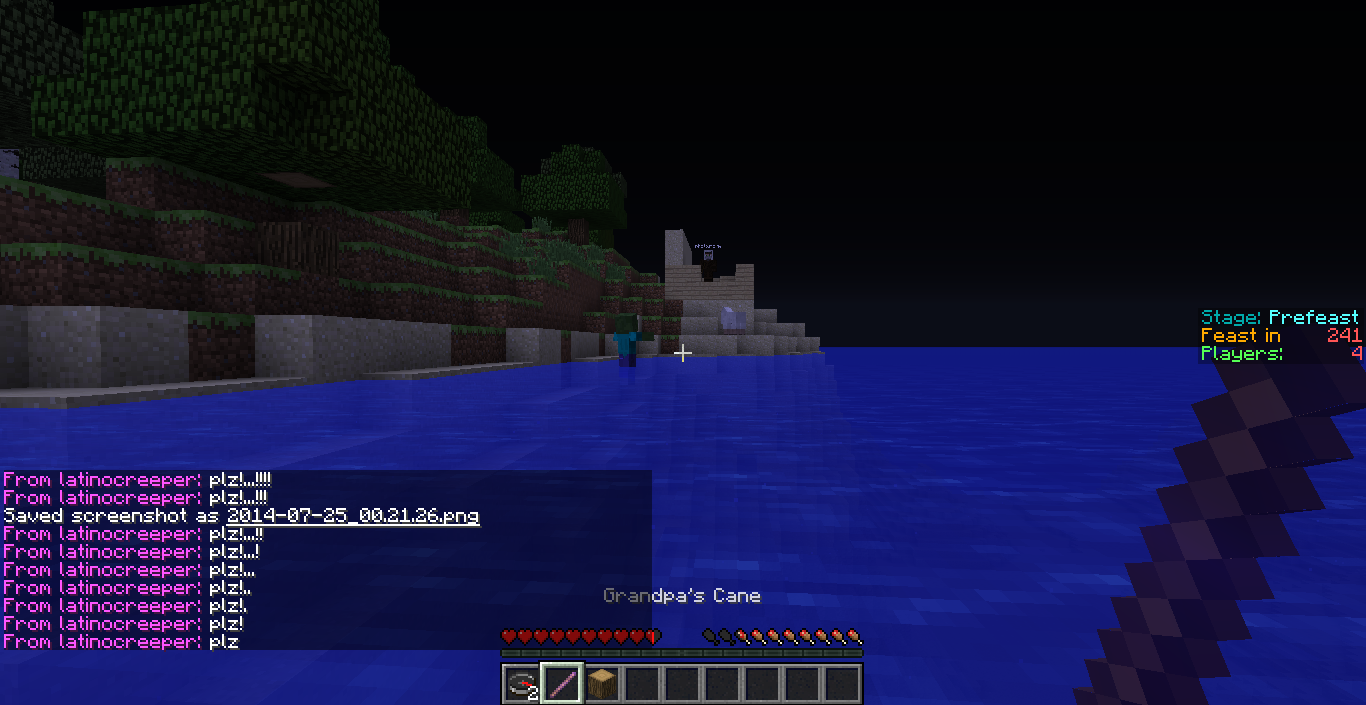 Stage: Prefeast
Feast in 241
Players: 4
From latinocreeper: plz!...!!!!
From latinocreeper: plz!...!!!
Saved screenshot as 2014-07-25_00.21.26.png
From latinocreeper: plz!...!!
From latinocreeper: plz!...!
From latinocreeper: plz!...
From latinocreeper: plz!..
From latinocreeper: plz!.
From latinocreeper: plz!
From latinocreeper: plz
Grandpa's Cane
2